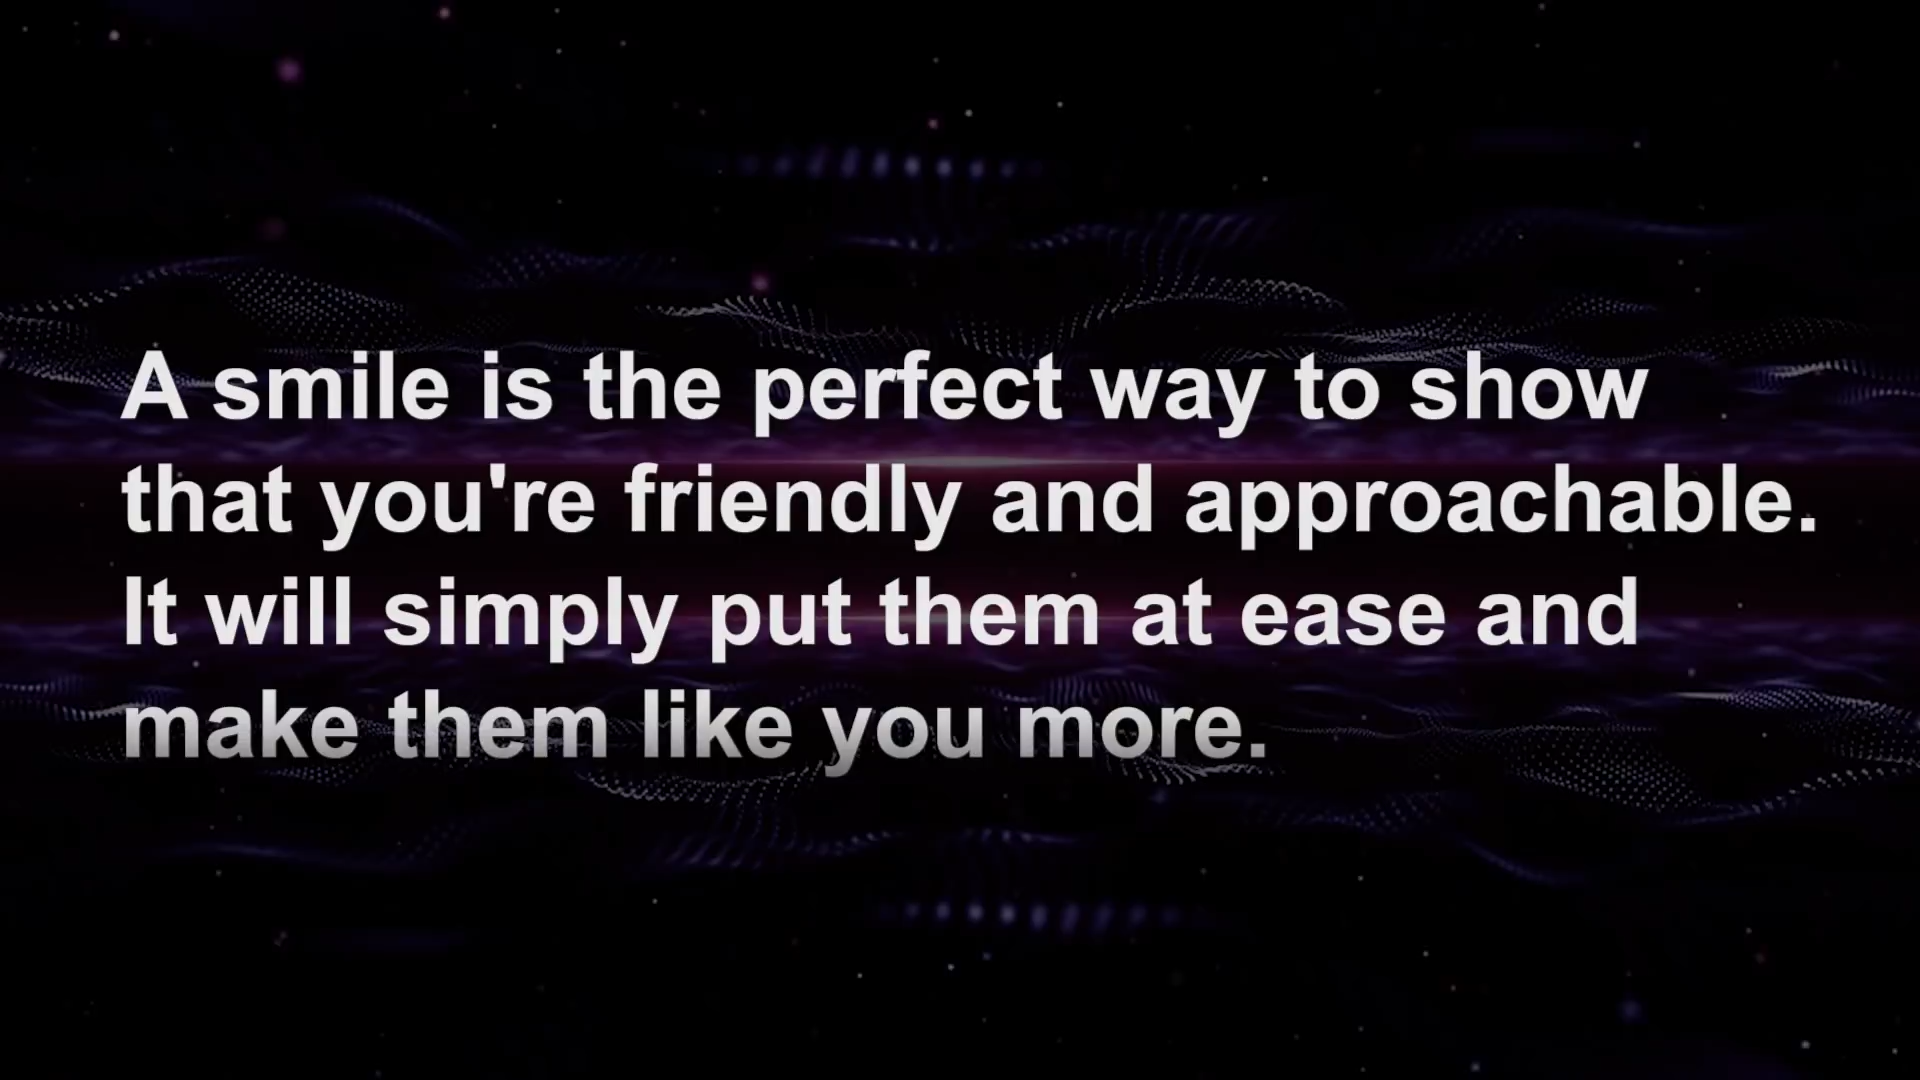 A smile is the perfect way to show
that you're friendly and approachable.
It will simply put them at ease and
make them like you more.